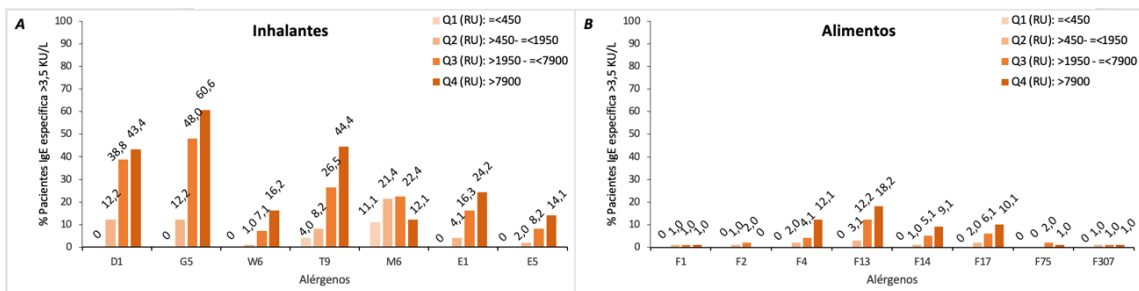 A
Inhalantes
% Pacientes IgE específica >3,5 KU/L
100
90
80
70
60
50
40
30
20
10
0
Q1 (RU): =<450
Q2 (RU): >450- =<1950
Q3 (RU): >1950 - =<7900
Q4 (RU): >7900
0 12,2 38,8 43,4
0 12,2 48,0 60,6
0 1,0 7,1 16,2
4,0 8,2 26,5 44,4
11,1 21,4 22,4 12,1
0 4,1 16,3 24,2
0 2,0 8,2 14,1
D1 G5 W6 T9 M6 E1 E5
Alérgenos
B
Alimentos
% Pacientes IgE específica >3,5 KU/L
100
90
80
70
60
50
40
30
20
10
0
Q1 (RU): =<450
Q2 (RU): >450- =<1950
Q3 (RU): >1950 - =<7900
Q4 (RU): >7900
0 1,0 1,0 1,0
0 1,0 2,0 0
0 2,0 4,1 12,1
0 3,1 12,2 18,2
0 1,0 5,1 9,1
0 2,0 6,1 10,1
0 0 2,0 1,0
0 1,0 1,0 1,0
F1 F2 F4 F13 F14 F17 F75 F307
Alérgenos